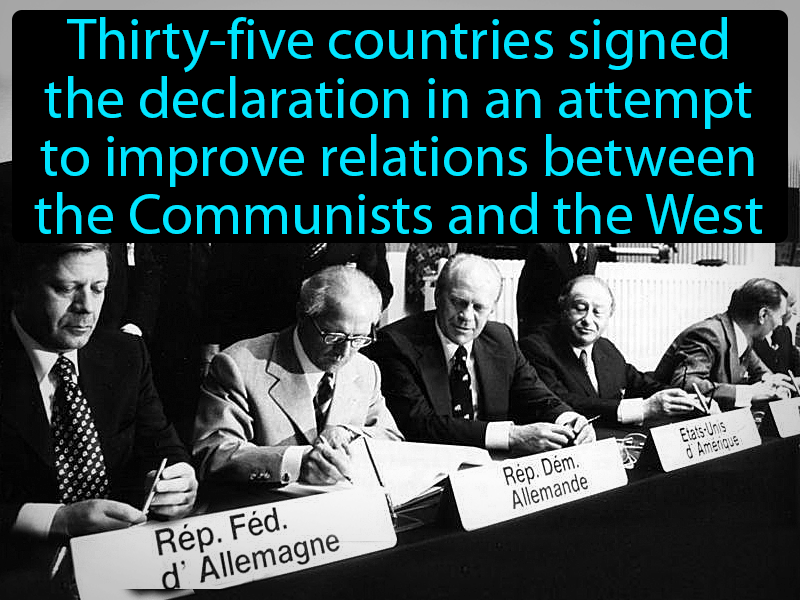 Thirty-five countries signed
the declaration in an attempt
to improve relations between
the Communists and the West
Rép. Féd.
d' Allemagne
Rép. Dém.
Allemande
Etats-Unis
d' Amérique